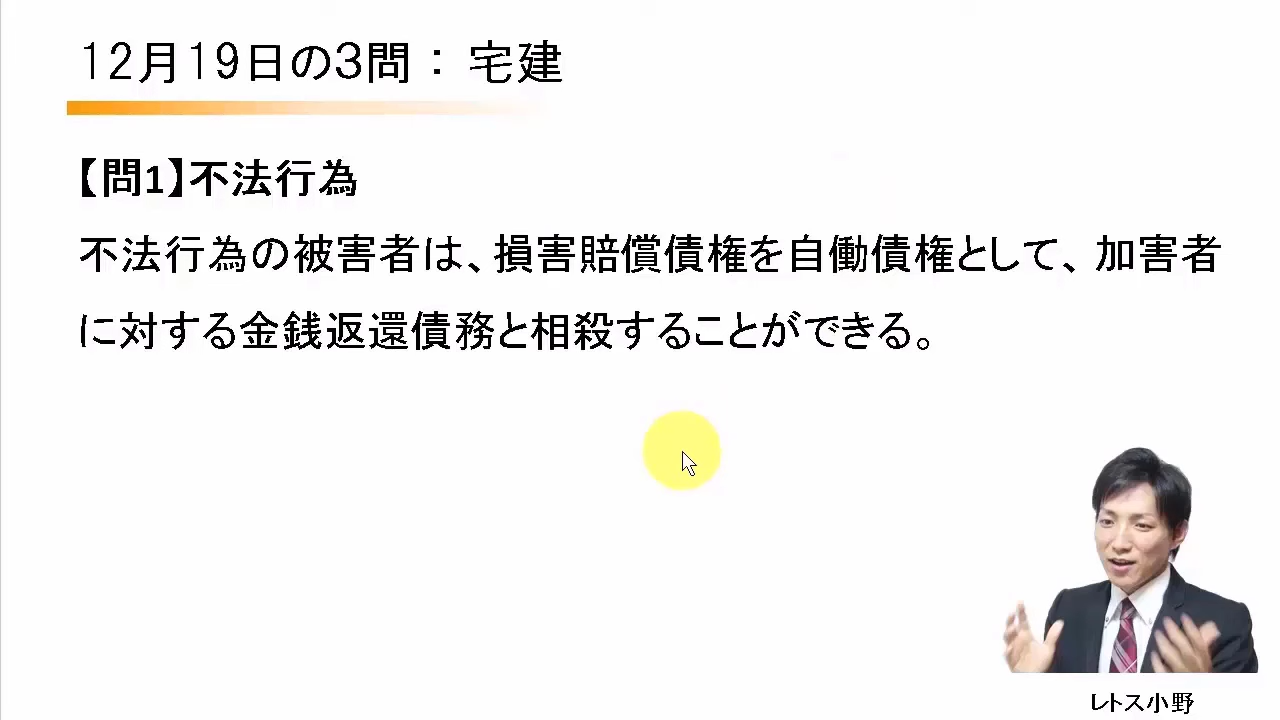 12月19日の3問： 宅建
【問1】不法行為
不法行為の被害者は、損害賠償債権を自働債権として、加害者
に対する金銭返還債務と相殺することができる。
レトス小野